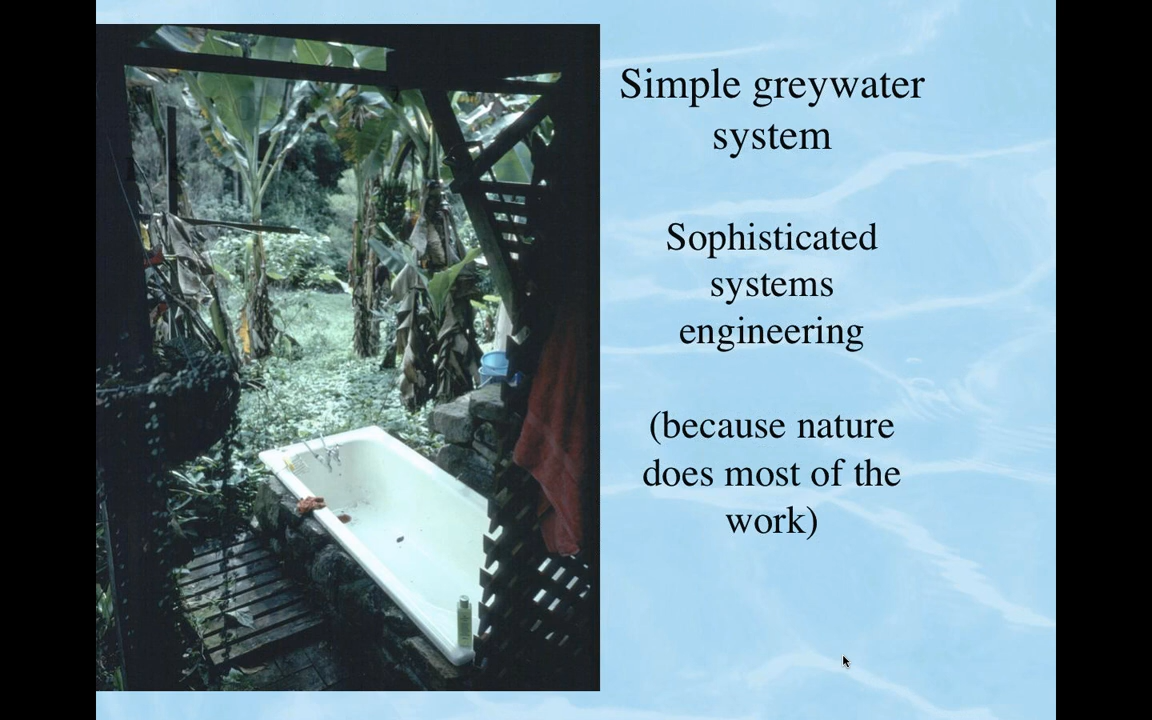 Simple greywater
system
Sophisticated
systems
engineering
(because nature
does most of the
work)